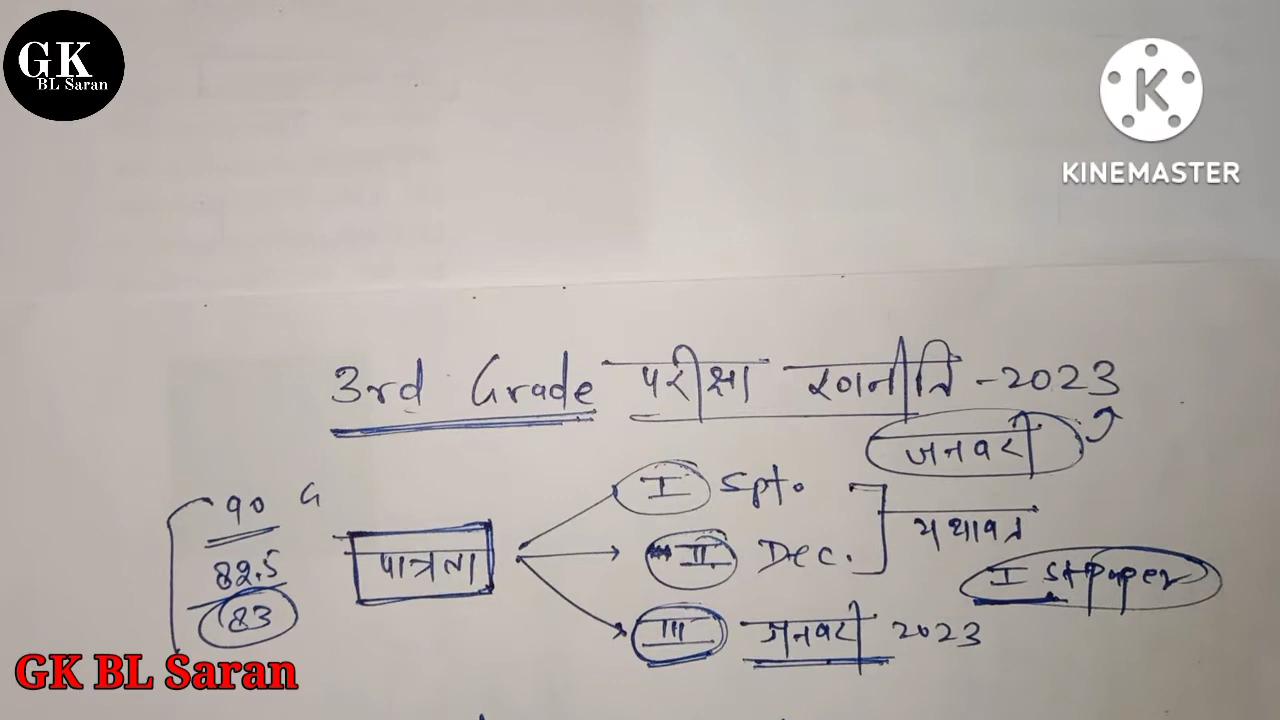 GK
BL Saran
K
KINEMASTER
3rd Grade परीक्षा रणनीति - 2023
जनवरी
90 G
82.5
83
पात्रता
I Spt.
II Dec.
III जनवरी 2023
यथावत
I st paper
GK BL Saran